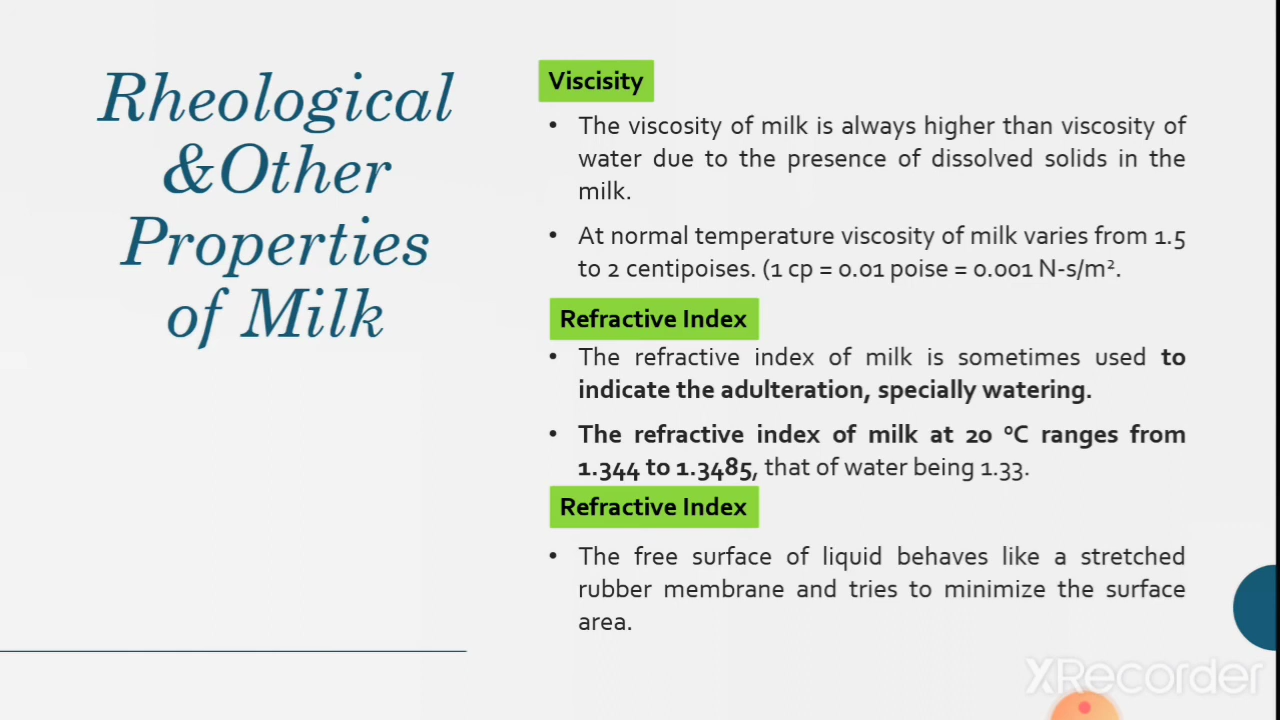 Rheological
&Other
Properties
of Milk
Viscisity
• The viscosity of milk is always higher than viscosity of
water due to the presence of dissolved solids in the
milk.
• At normal temperature viscosity of milk varies from 1.5
to 2 centipoises. (1 cp = 0.01 poise = 0.001 N-s/m².
Refractive Index
• The refractive index of milk is sometimes used to
indicate the adulteration, specially watering.
• The refractive index of milk at 20 ⁰C ranges from
1.344 to 1.3485, that of water being 1.33.
Refractive Index
• The free surface of liquid behaves like a stretched
rubber membrane and tries to minimize the surface
area.
XRecorder